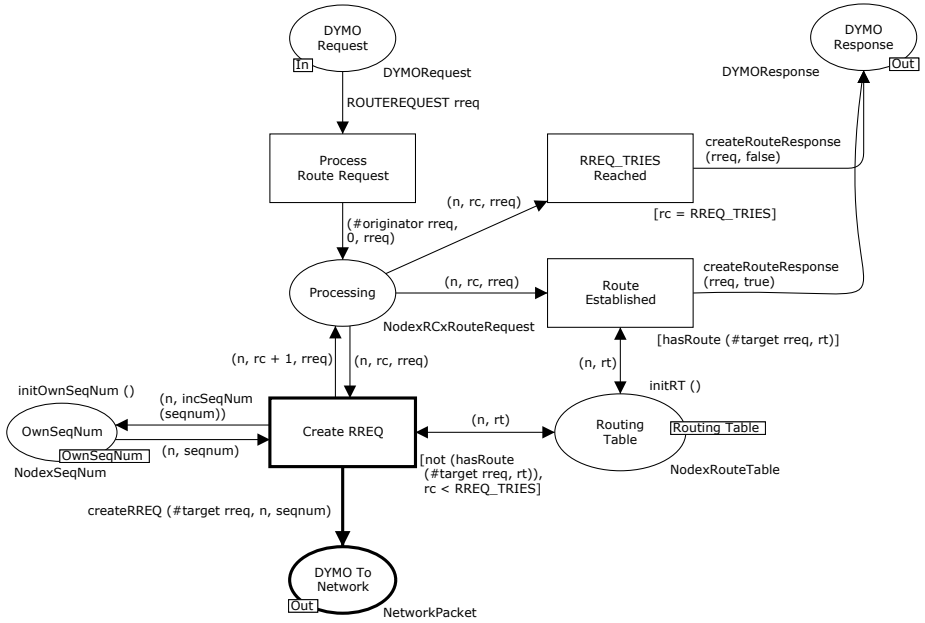 DYMO
Request
In
DYMORequest
DYMO
Response
Out
DYMOResponse
ROUTEREQUEST rreq
Process
Route Request
RREQ_TRIES
Reached
createRouteResponse
(rreq, false)
[rc = RREQ_TRIES]
(n, rc, rreq)
(#originator rreq,
0, rreq)
Processing
NodexRCxRouteRequest
(n, rc, rreq)
Route
Established
createRouteResponse
(rreq, true)
[hasRoute (#target rreq, rt)]
(n, rc + 1, rreq)
(n, rc, rreq)
(n, rt)
initRT ()
initOwnSeqNum ()
(n, incSeqNum
(seqnum))
OwnSeqNum
OwnSeqNum
NodexSeqNum
(n, seqnum)
Create RREQ
(n, rt)
[not (hasRoute
(#target rreq, rt)),
rc < RREQ_TRIES]
Routing
Table
Routing Table
NodexRouteTable
createRREQ (#target rreq, n, seqnum)
DYMO To
Network
Out
NetworkPacket